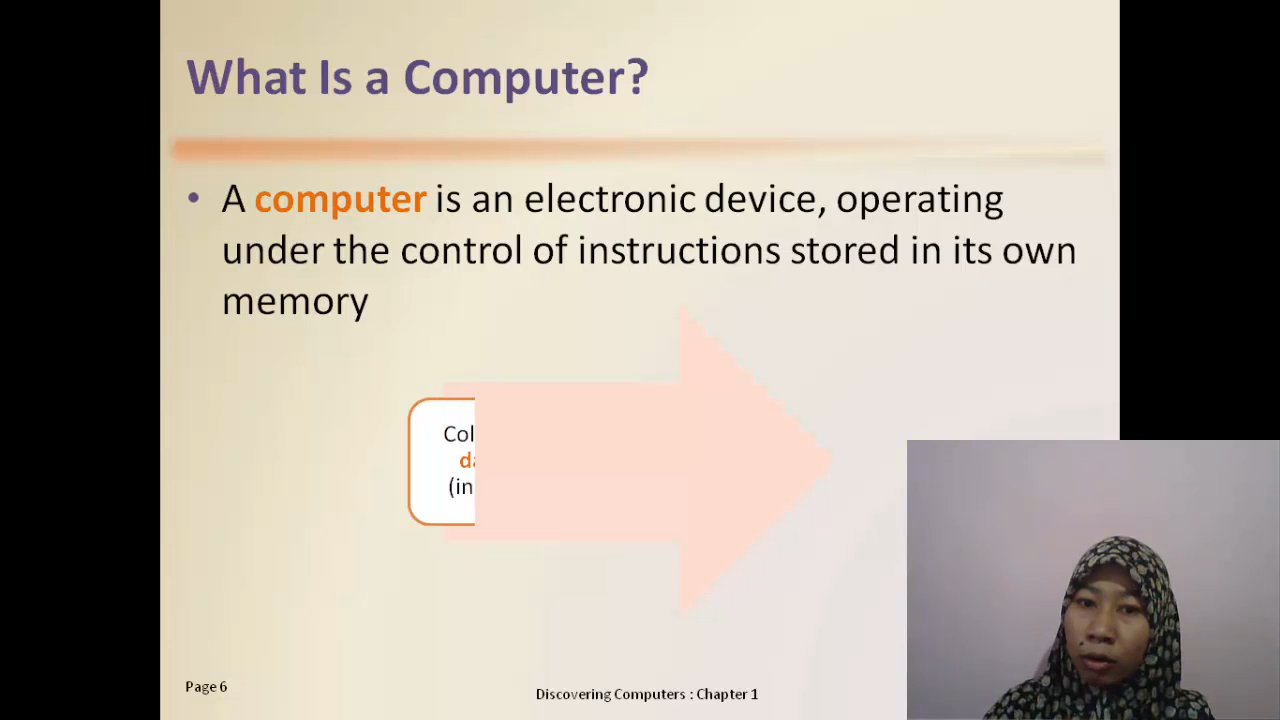 What Is a Computer?
• A computer is an electronic device, operating
under the control of instructions stored in its own
memory
Col
(in
Page 6
Discovering Computers : Chapter 1